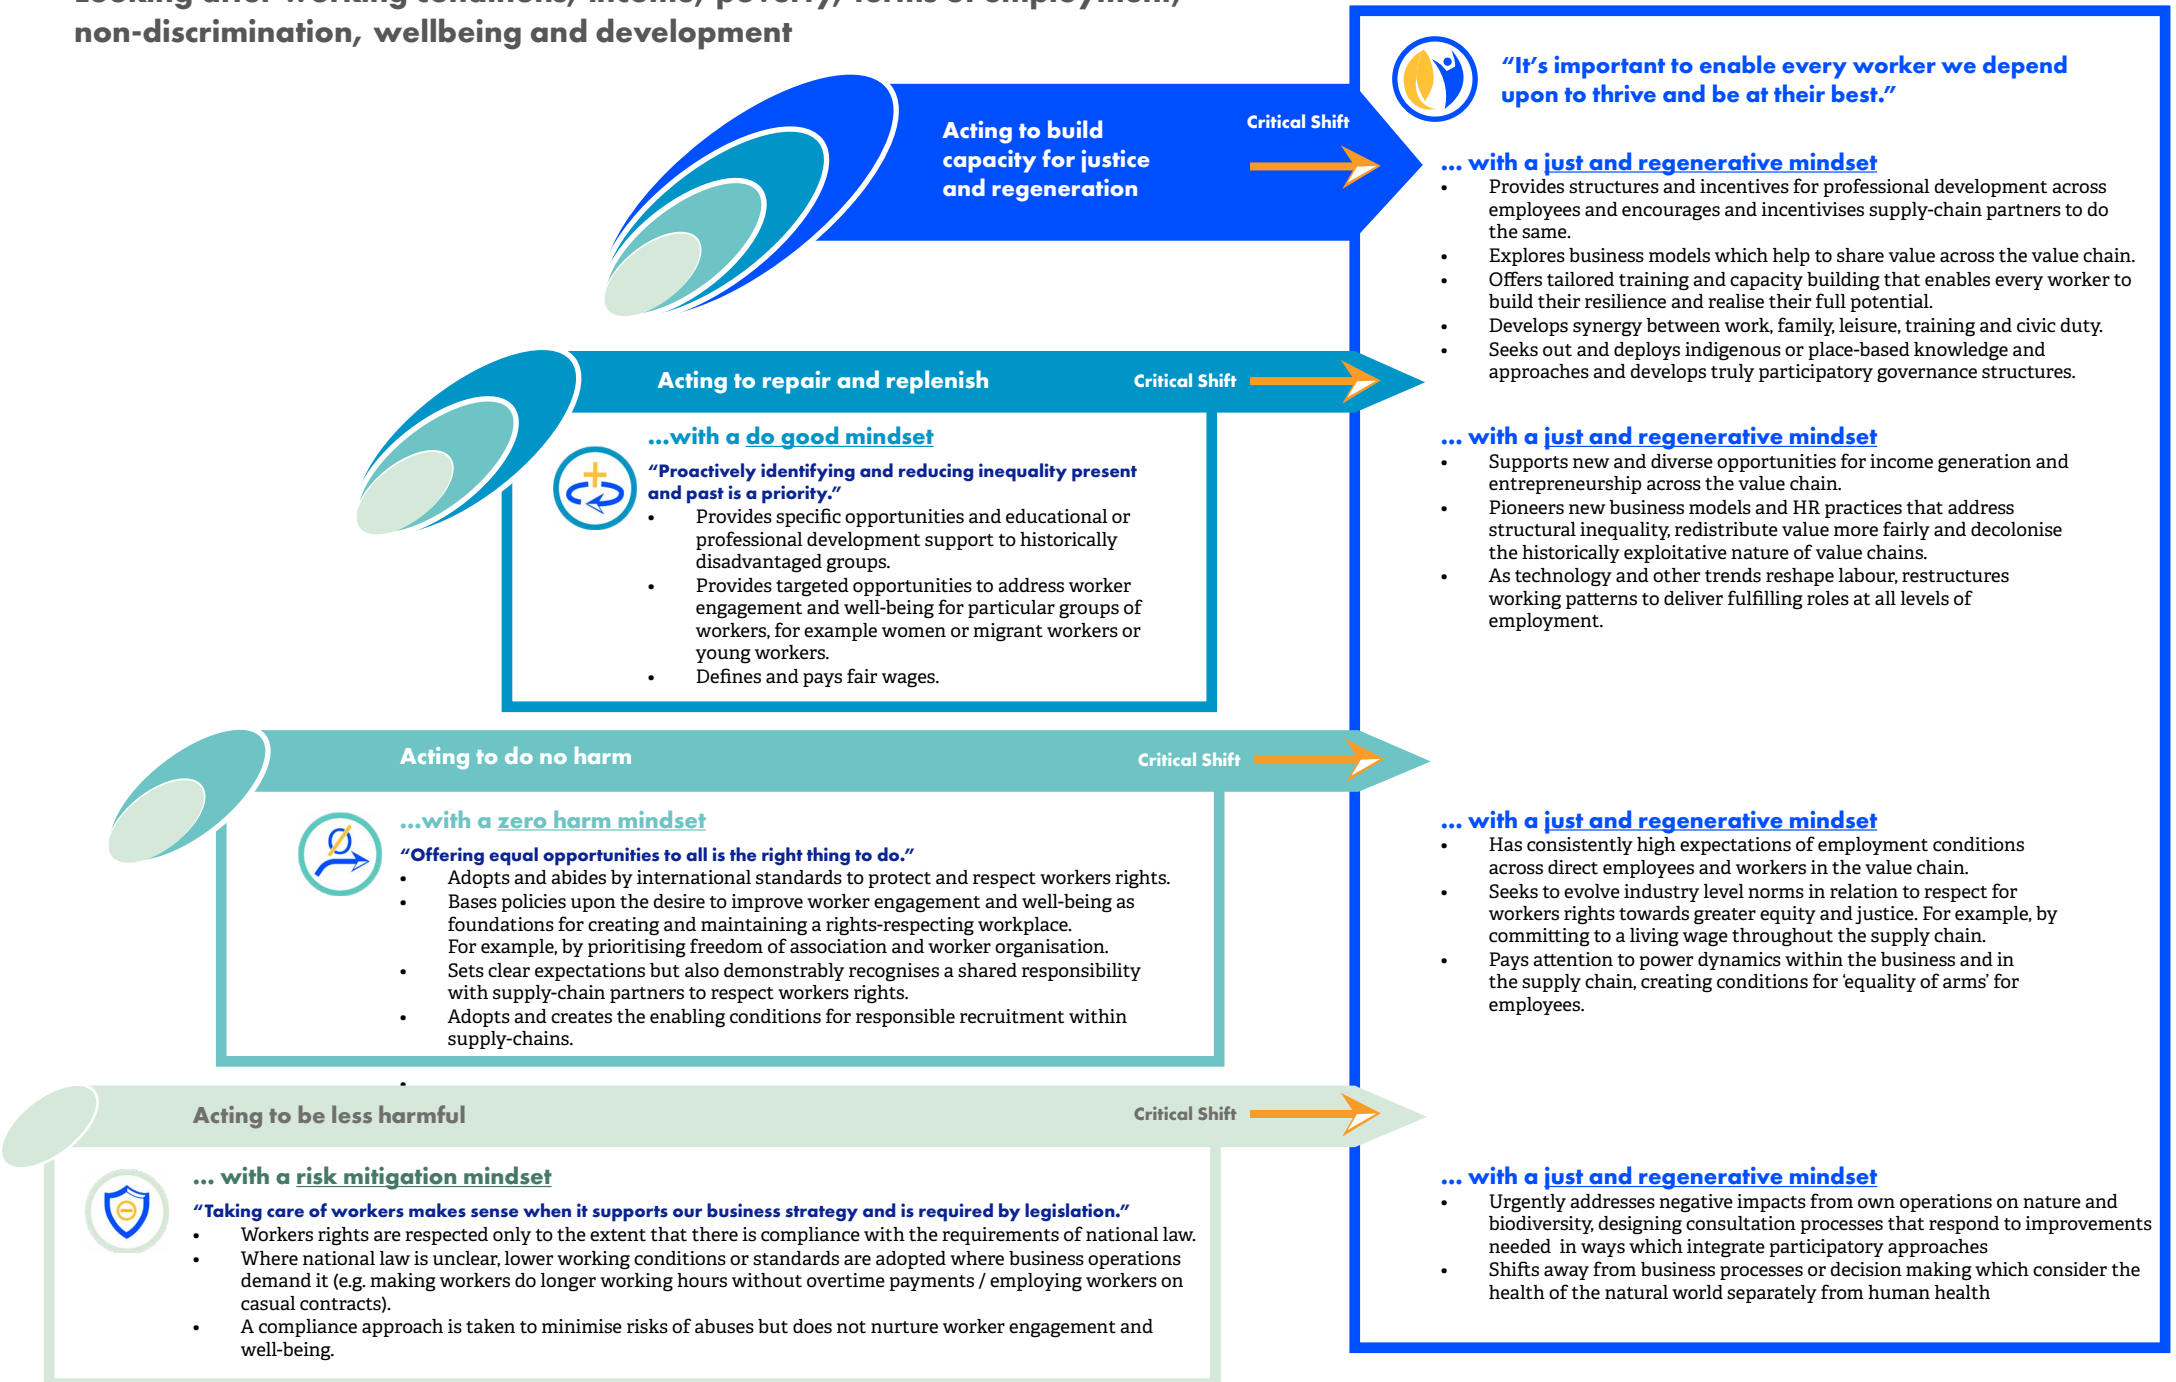 Looking after working conditions, income, poverty, terms of employment,
non-discrimination, wellbeing and development
“It’s important to enable every worker we depend
upon to thrive and be at their best.”
Acting to build
capacity for justice
and regeneration
Critical Shift
... with a just and regenerative mindset
• Provides structures and incentives for professional development across
employees and encourages and incentivises supply-chain partners to do
the same.
• Explores business models which help to share value across the value chain.
• Offers tailored training and capacity building that enables every worker to
build their resilience and realise their full potential.
• Develops synergy between work, family, leisure, training and civic duty.
• Seeks out and deploys indigenous or place-based knowledge and
approaches and develops truly participatory governance structures.
Acting to repair and replenish
Critical Shift
...with a do good mindset
“Proactively identifying and reducing inequality present
and past is a priority.”
• Provides specific opportunities and educational or
professional development support to historically
disadvantaged groups.
• Provides targeted opportunities to address worker
engagement and well-being for particular groups of
workers, for example women or migrant workers or
young workers.
• Defines and pays fair wages.
... with a just and regenerative mindset
• Supports new and diverse opportunities for income generation and
entrepreneurship across the value chain.
• Pioneers new business models and HR practices that address
structural inequality, redistribute value more fairly and decolonise
the historically exploitative nature of value chains.
• As technology and other trends reshape labour, restructures
working patterns to deliver fulfilling roles at all levels of
employment.
Acting to do no harm
Critical Shift
...with a zero harm mindset
“Offering equal opportunities to all is the right thing to do.”
• Adopts and abides by international standards to protect and respect workers rights.
• Bases policies upon the desire to improve worker engagement and well-being as
foundations for creating and maintaining a rights-respecting workplace.
For example, by prioritising freedom of association and worker organisation.
• Sets clear expectations but also demonstrably recognises a shared responsibility
with supply-chain partners to respect workers rights.
• Adopts and creates the enabling conditions for responsible recruitment within
supply-chains.
•
... with a just and regenerative mindset
• Has consistently high expectations of employment conditions
across direct employees and workers in the value chain.
• Seeks to evolve industry level norms in relation to respect for
workers rights towards greater equity and justice. For example, by
committing to a living wage throughout the supply chain.
• Pays attention to power dynamics within the business and in
the supply chain, creating conditions for ‘equality of arms’ for
employees.
Acting to be less harmful
Critical Shift
... with a risk mitigation mindset
“Taking care of workers makes sense when it supports our business strategy and is required by legislation.”
• Workers rights are respected only to the extent that there is compliance with the requirements of national law.
• Where national law is unclear, lower working conditions or standards are adopted where business operations
demand it (e.g. making workers do longer working hours without overtime payments / employing workers on
casual contracts).
• A compliance approach is taken to minimise risks of abuses but does not nurture worker engagement and
well-being.
... with a just and regenerative mindset
• Urgently addresses negative impacts from own operations on nature and
biodiversity, designing consultation processes that respond to improvements
needed in ways which integrate participatory approaches
• Shifts away from business processes or decision making which consider the
health of the natural world separately from human health